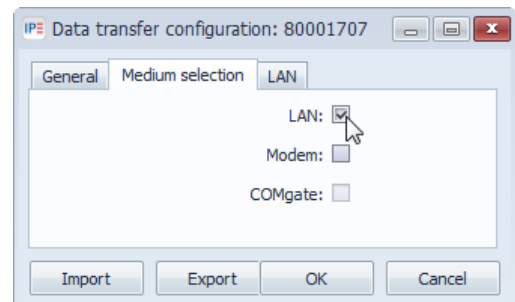 IPE Data transfer configuration: 80001707
General Medium selection LAN
LAN:
Modem:
COMgate:
Import Export OK Cancel